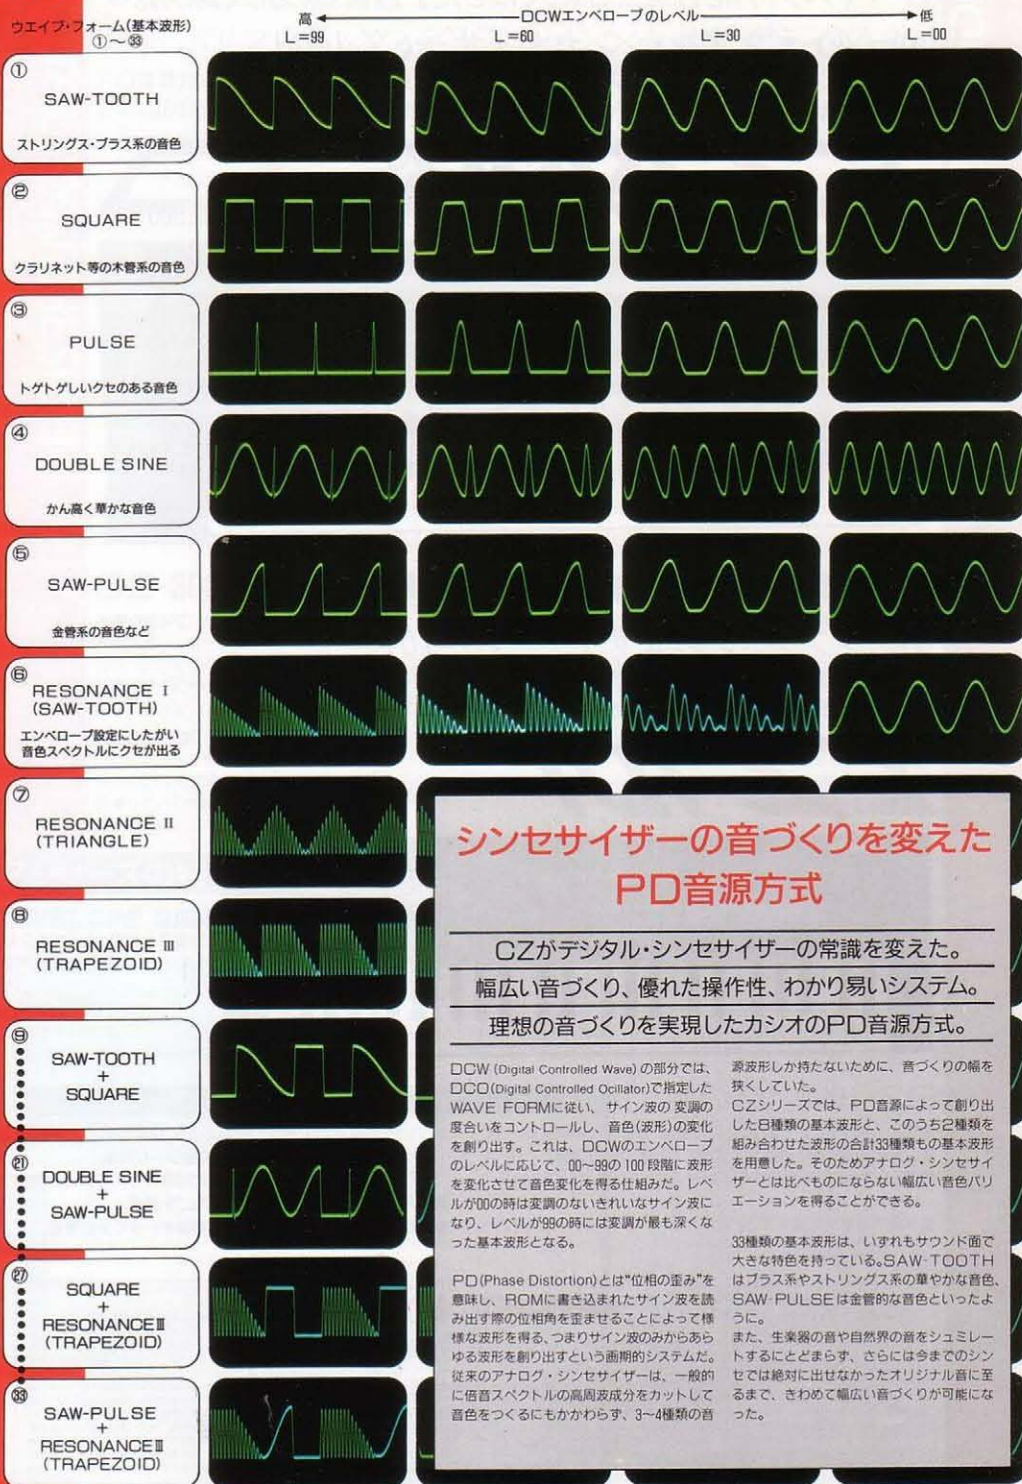 ウエイブ・フォーム(基本波形)
①～㉝
高 DCWエンベロープのレベル 低
L=99 L=60 L=30 L=00
①
SAW-TOOTH
ストリングス・ブラス系の音色
②
SQUARE
クラリネット等の木管系の音色
③
PULSE
トゲトゲしいクセのある音色
④
DOUBLE SINE
かん高く華かな音色
⑤
SAW-PULSE
金管系の音色など
⑥
RESONANCE I
(SAW-TOOTH)
エンベロープ設定にしたがい
音色スペクトルにクセが出る
⑦
RESONANCE II
(TRIANGLE)
⑧
RESONANCE III
(TRAPEZOID)
⑨
SAW-TOOTH
+
SQUARE
㉑
DOUBLE SINE
+
SAW-PULSE
㉗
SQUARE
+
RESONANCE III
(TRAPEZOID)
㉝
SAW-PULSE
+
RESONANCE III
(TRAPEZOID)
シンセサイザーの音づくりを変えた
PD音源方式
CZがデジタル・シンセサイザーの常識を変えた。
幅広い音づくり、優れた操作性、わかり易いシステム。
理想の音づくりを実現したカシオのPD音源方式。
DCW (Digital Controlled Wave) の部分では、
DCO (Digital Controlled Ocillator)で指定した
WAVE FORMに従い、サイン波の変調の
度合いをコントロールし、音色(波形)の変化
を創り出す。これは、DCWのエンベロープ
のレベルに応じて、00～99の100段階に波形
を変化させて音色変化を得る仕組みだ。レベ
ルが00の時は変調のないきれいなサイン波に
なり、レベルが99の時には変調が最も深くな
った基本波形となる。
PD(Phase Distortion)とは“位相の歪み”を
意味し、ROMに書き込まれたサイン波を読
み出す際の位相角を歪ませることによって様
様な波形を得る、つまりサイン波のみからあら
ゆる波形を創り出すという画期的システムだ。
従来のアナログ・シンセサイザーは、一般的
に倍音スペクトルの高周波成分をカットして
音色をつくるにもかかわらず、3～4種類の音
源波形しか持たないために、音づくりの幅を
狭くしていた。
CZシリーズでは、PD音源によって創り出
した8種類の基本波形と、このうち2種類を
組み合わせた波形の合計33種類もの基本波形
を用意した。そのためアナログ・シンセサイ
ザーとは比べものにならない幅広い音色バリ
エーションを得ることができる。
33種類の基本波形は、いずれもサウンド面で
大きな特色を持っている。SAW-TOOTH
はブラス系やストリングス系の華やかな音色、
SAW-PULSEは金管的な音色といったよ
うに。
また、生楽器の音や自然界の音をシュミレー
トするにとどまらず、さらには今までのシン
セでは絶対に出せなかったオリジナル音に至
るまで、きわめて幅広い音づくりが可能にな
った。